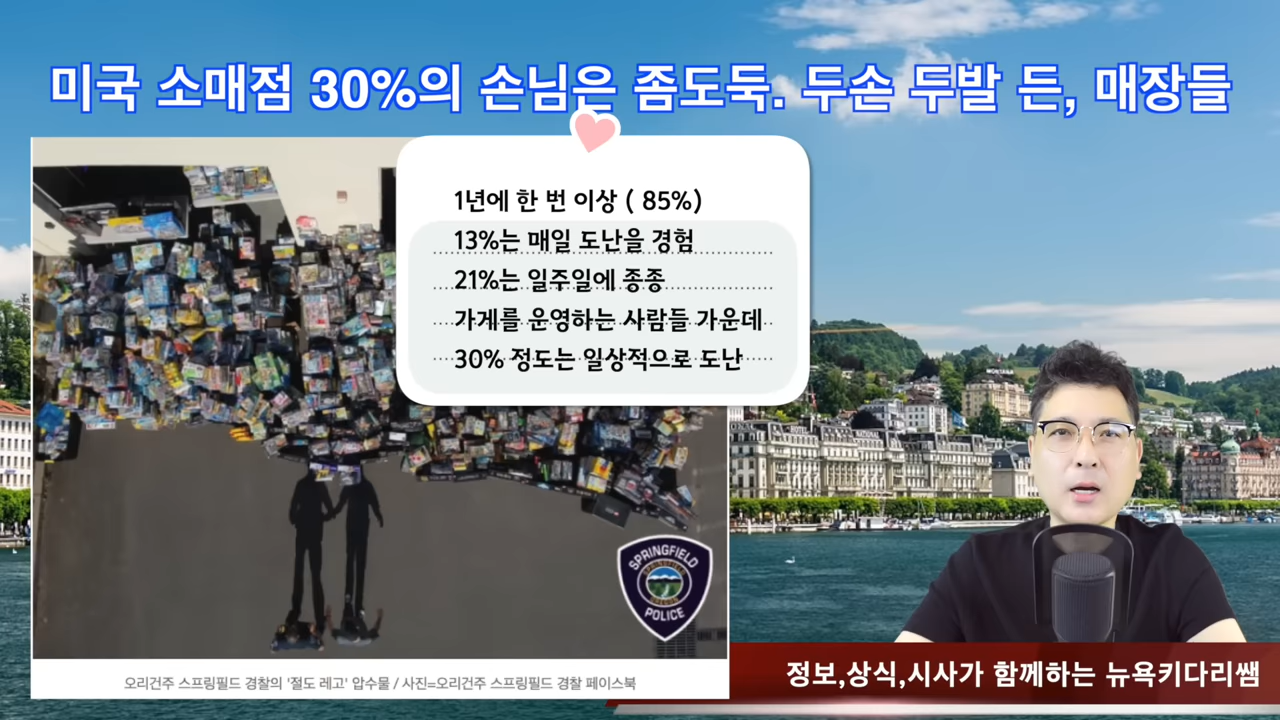 미국 소매점 30%의 손님은 좀도둑. 두손 두발 든, 매장들
1년에 한 번 이상 ( 85%)
13%는 매일 도난을 경험
21%는 일주일에 종종
가게를 운영하는 사람들 가운데
30% 정도는 일상적으로 도난
MONTANA
NATIONAL
SPRINGFIELD
POLICE
오리건주 스프링필드 경찰의 '절도 레고' 압수물 / 사진=오리건주 스프링필드 경찰 페이스북
정보,상식,시사가 함께하는 뉴욕키다리쌤